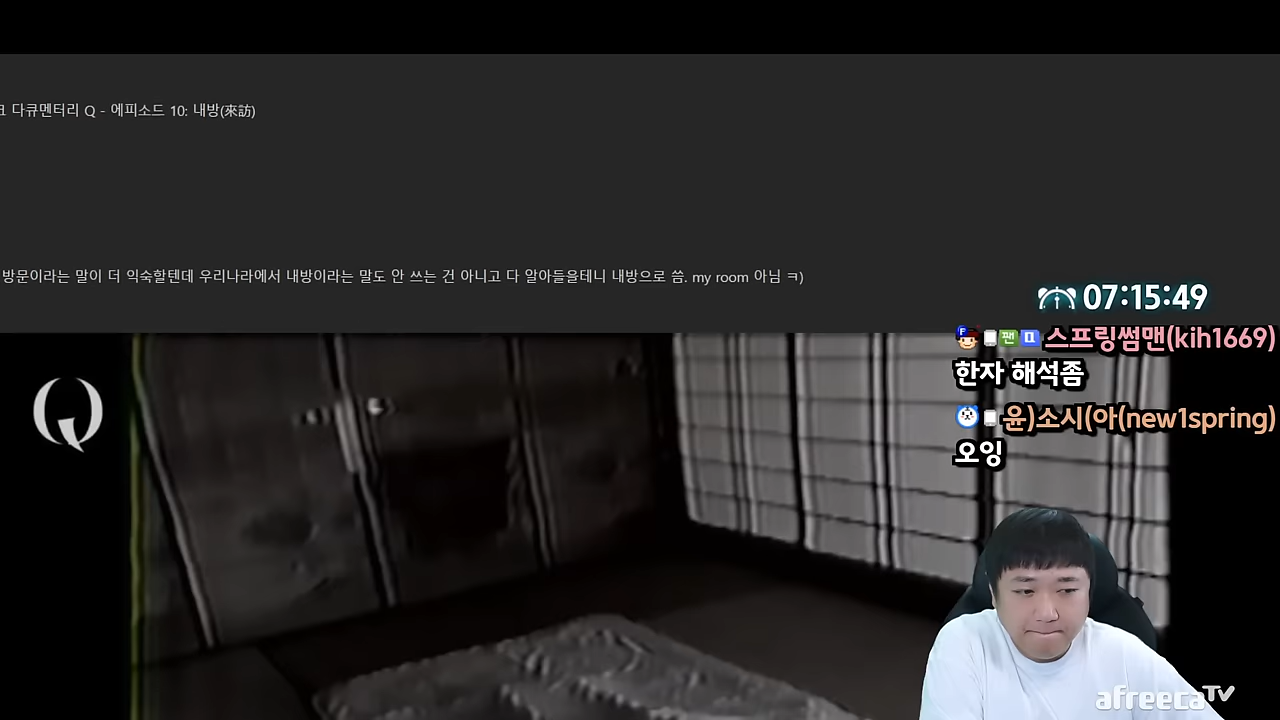 다큐멘터리 Q - 에피소드 10: 내방(來訪)
방문이라는 말이 더 익숙할텐데 우리나라에서 내방이라는 말도 안 쓰는 건 아니고 다 알아들을테니 내방으로 씀. my room 아님 ㅋ)
07:15:49
스프링썸맨(kih1669)
한자 해석좀
Q
윤)소시(아(new1spring)
오잉
afreecaTV